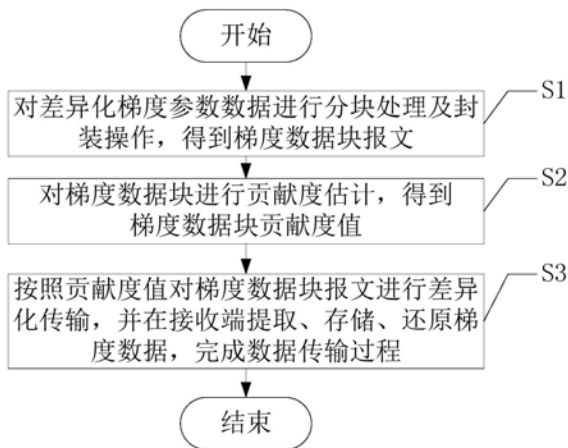 开始
对差异化梯度参数数据进行分块处理及封
装操作，得到梯度数据块报文
S1
对梯度数据块进行贡献度估计，得到
梯度数据块贡献度值
S2
按照贡献度值对梯度数据块报文进行差异
化传输，并在接收端提取、存储、还原梯
度数据，完成数据传输过程
S3
结束